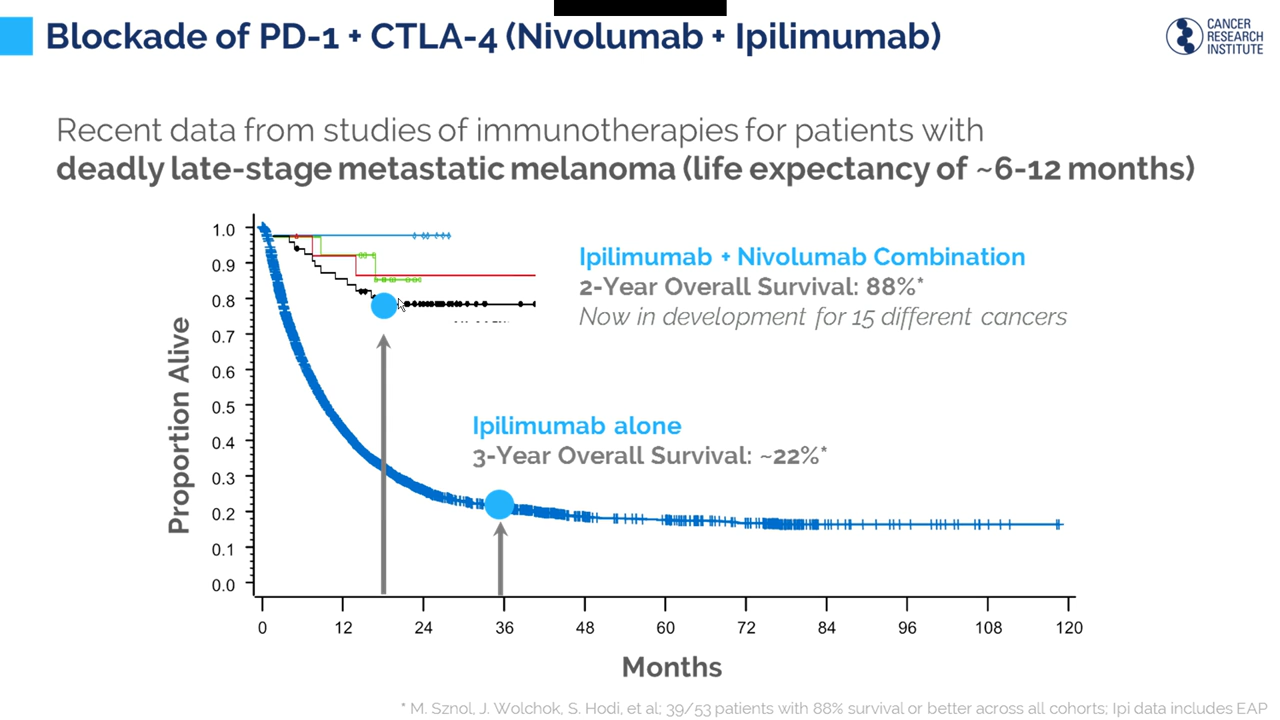 Blockade of PD-1 + CTLA-4 (Nivolumab + Ipilimumab)
CANCER
RESEARCH
INSTITUTE
Recent data from studies of immunotherapies for patients with
deadly late-stage metastatic melanoma (life expectancy of ~6-12 months)
Ipilimumab + Nivolumab Combination
2-Year Overall Survival: 88%*
Now in development for 15 different cancers
Ipilimumab alone
3-Year Overall Survival: ~22%*
Proportion Alive
1.0
0.9
0.8
0.7
0.6
0.5
0.4
0.3
0.2
0.1
0.0
0 12 24 36 48 60 72 84 96 108 120
Months
* M. Sznol, J. Wolchok, S. Hodi, et al; 39/53 patients with 88% survival or better across all cohorts; Ipi data includes EAP